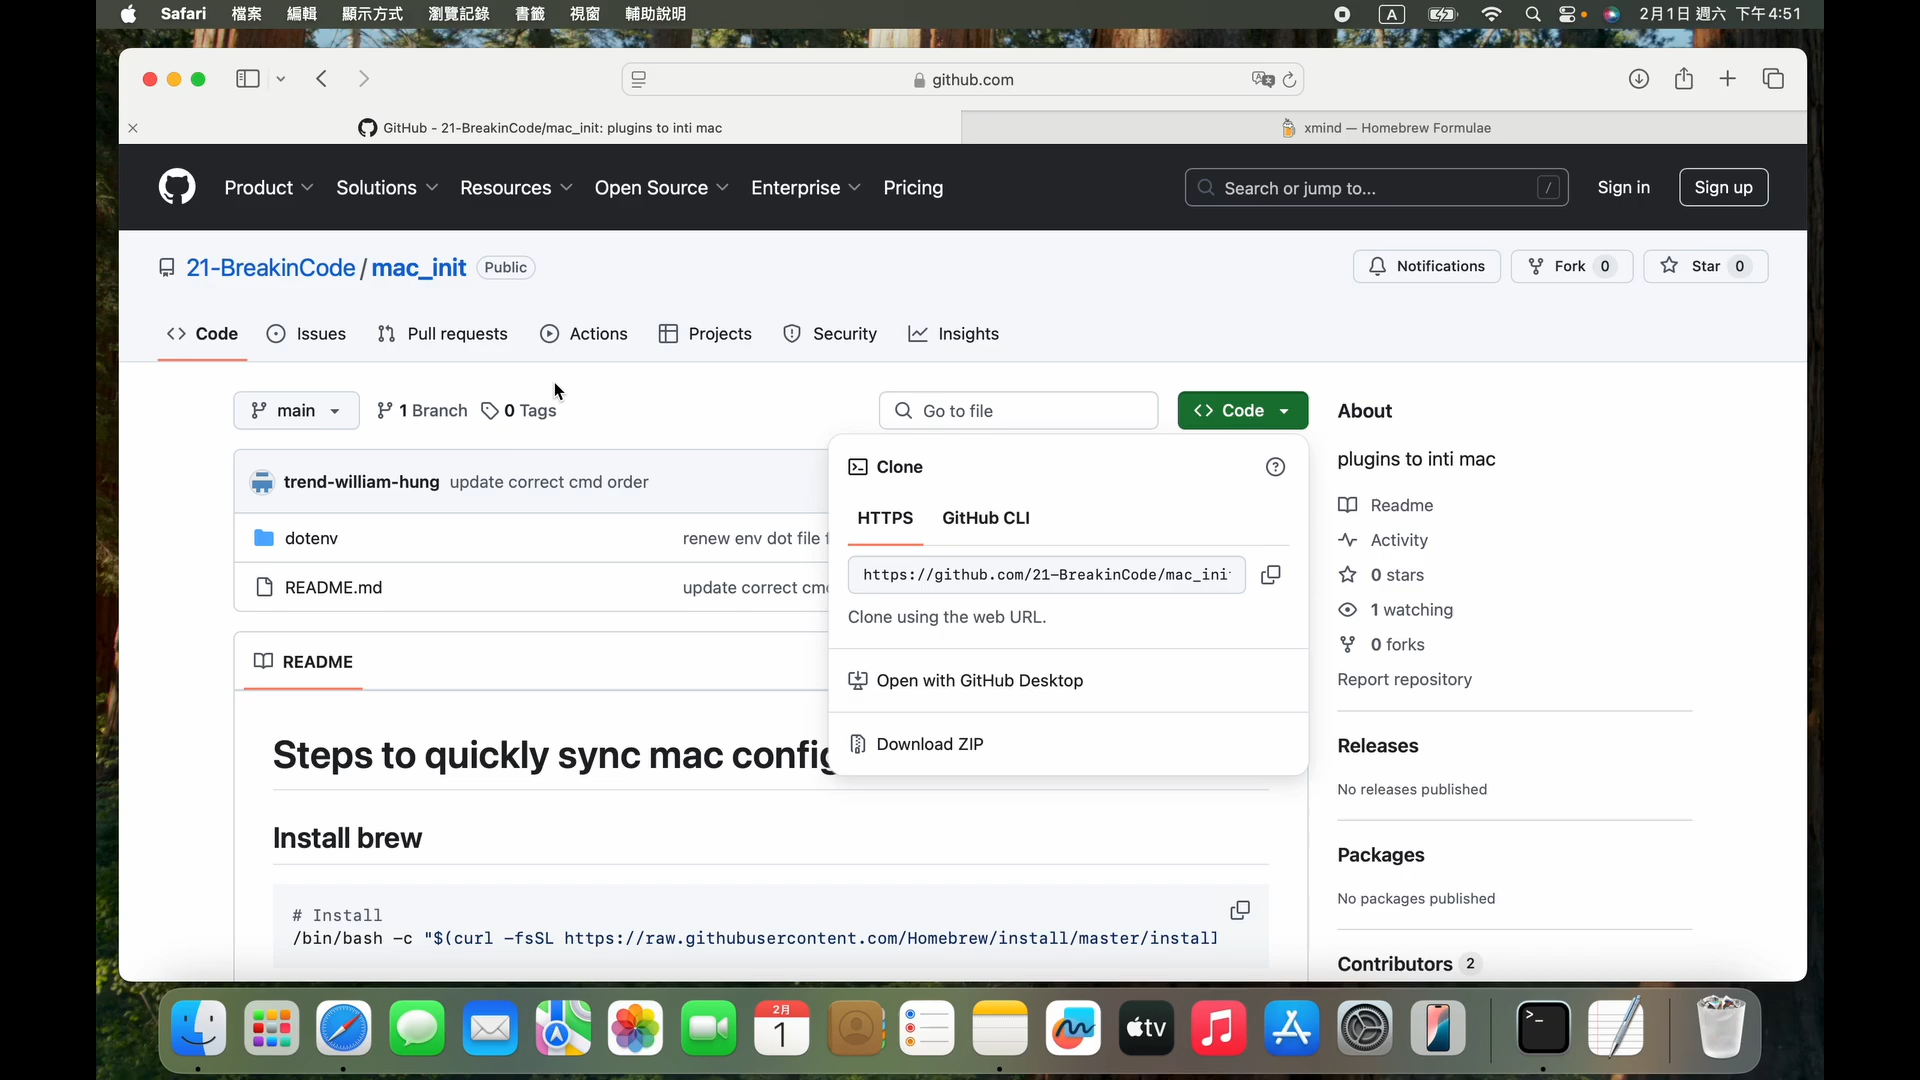 Safari 檔案 編輯 顯示方式 瀏覽記錄 書籤 視窗 輔助說明 A 2月1日 週六 下午4:51
github.com
GitHub - 21-BreakinCode/mac_init: plugins to inti mac
xmind — Homebrew Formulae
Product Solutions Resources Open Source Enterprise Pricing Search or jump to... / Sign in Sign up
21-BreakinCode / mac_init Public Notifications Fork 0 Star 0
Code Issues Pull requests Actions Projects Security Insights
main 1 Branch 0 Tags Go to file Code
trend-william-hung update correct cmd order
dotenv renew env dot file f
README.md update correct cm
README
Steps to quickly sync mac config
Install brew
# Install
/bin/bash -c "$(curl -fsSL https://raw.githubusercontent.com/Homebrew/install/master/install
Clone
HTTPS GitHub CLI
https://github.com/21-BreakinCode/mac_ini
Clone using the web URL.
Open with GitHub Desktop
Download ZIP
About
plugins to inti mac
Readme
Activity
0 stars
1 watching
0 forks
Report repository
Releases
No releases published
Packages
No packages published
Contributors 2
2月
1
tv